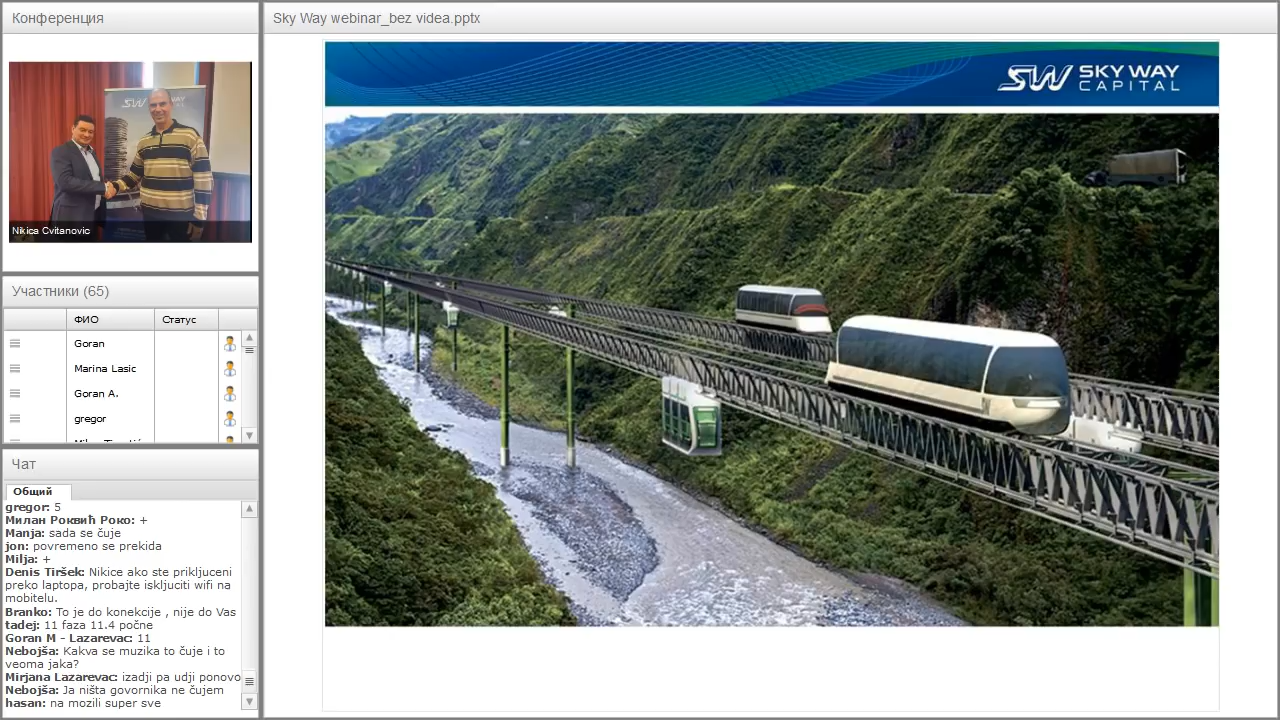 Конференция
Nikica Cvitanovic
Участники (65)
ФИО Статус
Goran
Marina Lasic
Goran A.
gregor
Чат
Общий
gregor: 5
Милан Роквић Роко: +
Manja: sada se čuje
jon: povremeno se prekida
Milja: +
Denis Tiršek: Nikice ako ste prikljuceni
preko laptopa, probajte iskljuciti wifi na
mobitelu.
Branko: To je do konekcije , nije do Vas
tadej: 11 faza 11.4 počne
Goran M - Lazarevac: 11
Nebojša: Kakva se muzika to čuje i to
veoma jaka?
Mirjana Lazarevac: izadji pa udji ponovo
Nebojša: Ja ništa govornika ne čujem
hasan: na mozili super sve
Sky Way webinar_bez videa.pptx
SW SKY WAY
CAPITAL